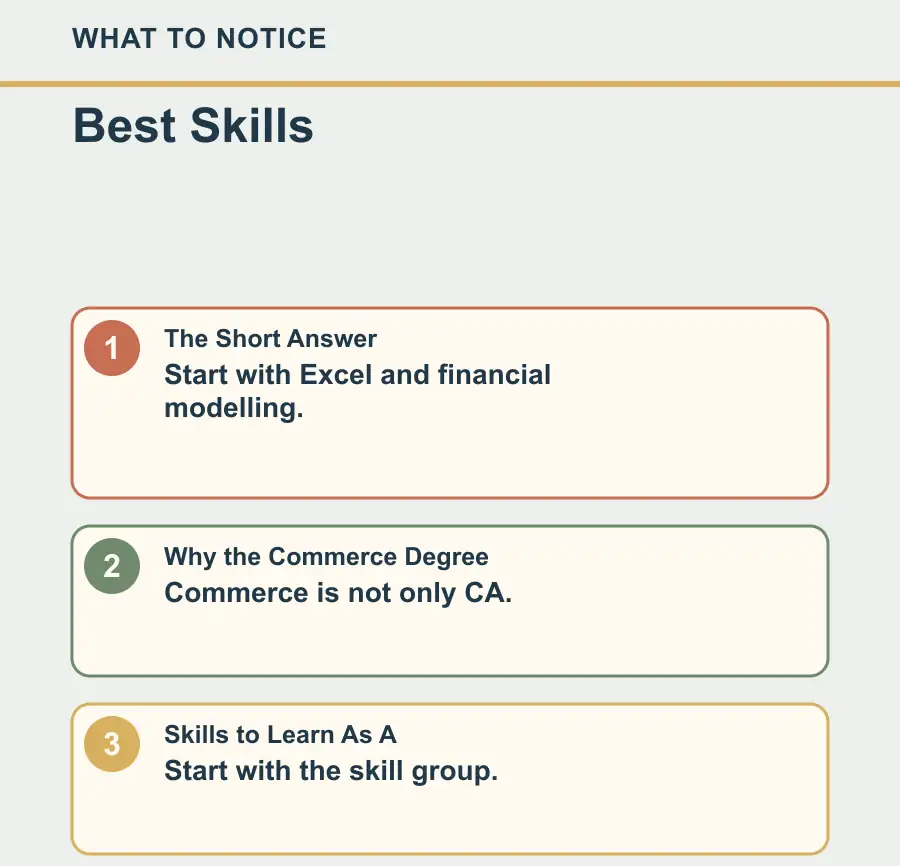 WHAT TO NOTICE
Best Skills
1
The Short Answer
Start with Excel and financial
modelling.
2
Why the Commerce Degree
Commerce is not only CA.
3
Skills to Learn As A
Start with the skill group.